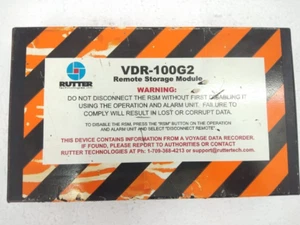 VDR-100G2
Remote Storage Module
RUTTER
WARNING:
DO NOT DISCONNECT THE RSM WITHOUT FIRST DISABLING IT
USING THE OPERATION AND ALARM UNIT. FAILURE TO
COMPLY WILL RESULT IN LOST OR CORRUPT DATA.
TO DISABLE THE RSM, PRESS THE "RSM" BUTTON ON THE OPERATION
AND ALARM UNIT AND SELECT "DISCONNECT REMOTE".
THIS DEVICE CONTAINS INFORMATION FROM A VOYAGE DATA RECORDER,
IF FOUND, PLEASE REPORT TO AUTHORITIES OR CONTACT
RUTTER TECHNOLOGIES AT Ph: 1-709-368-4213 or support@ruttertech.com